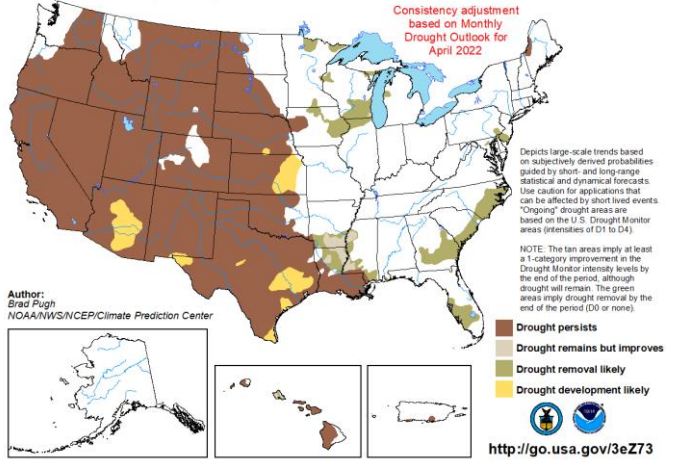 Consistency adjustment
based on Monthly
Drought Outlook for
April 2022
Depicts large-scale trends based
on subjectively derived probabilities
guided by short- and long-range
statistical and dynamical forecasts.
Use caution for applications that
can be affected by short lived events.
"Ongoing" drought areas are
based on the U.S. Drought Monitor
areas (intensities of D1 to D4).
NOTE: The tan areas imply at least
a 1-category improvement in the
Drought Monitor intensity levels by
the end of the period, although
drought will remain. The green
areas imply drought removal by the
end of the period (D0 or none).
Author:
Brad Pugh
NOAA/NWS/NCEP/Climate Prediction Center
Drought persists
Drought remains but improves
Drought removal likely
Drought development likely
http://go.usa.gov/3eZ73